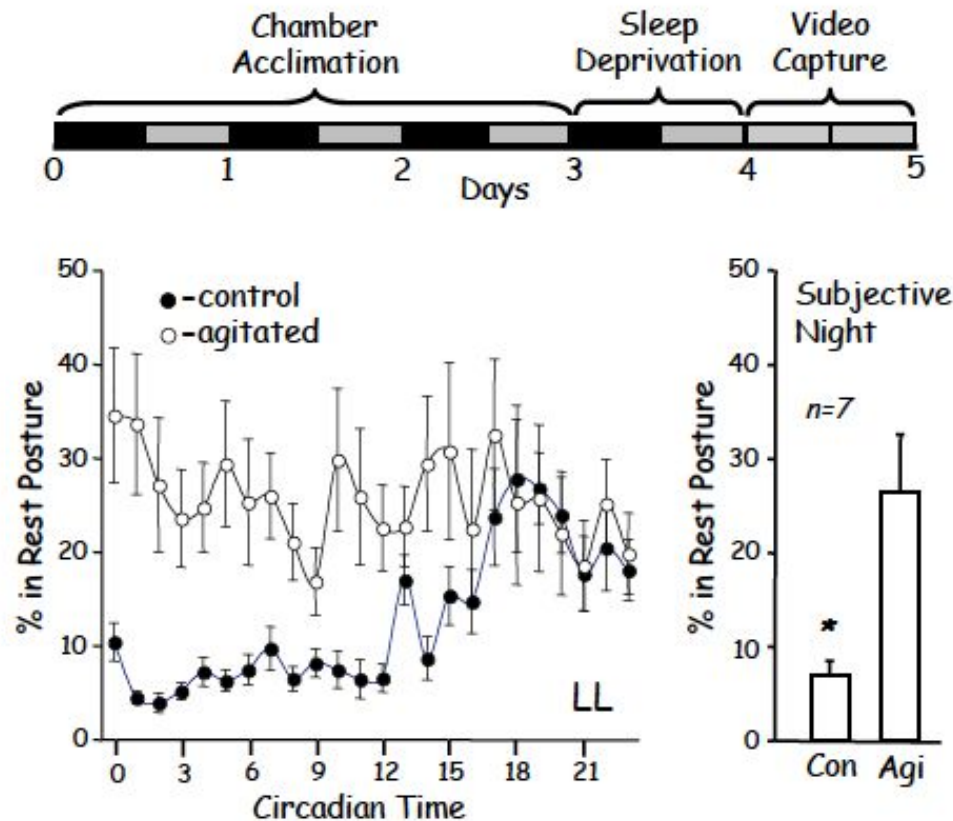 Chamber
Acclimation
Sleep
Deprivation
Video
Capture
0 1 2 3 4 5
Days
50
40
30
20
10
0
% in Rest Posture
●-control
○-agitated
LL
0 3 6 9 12 15 18 21
Circadian Time
50
40
30
20
10
0
% in Rest Posture
Subjective
Night
n=7
*
Con Agi